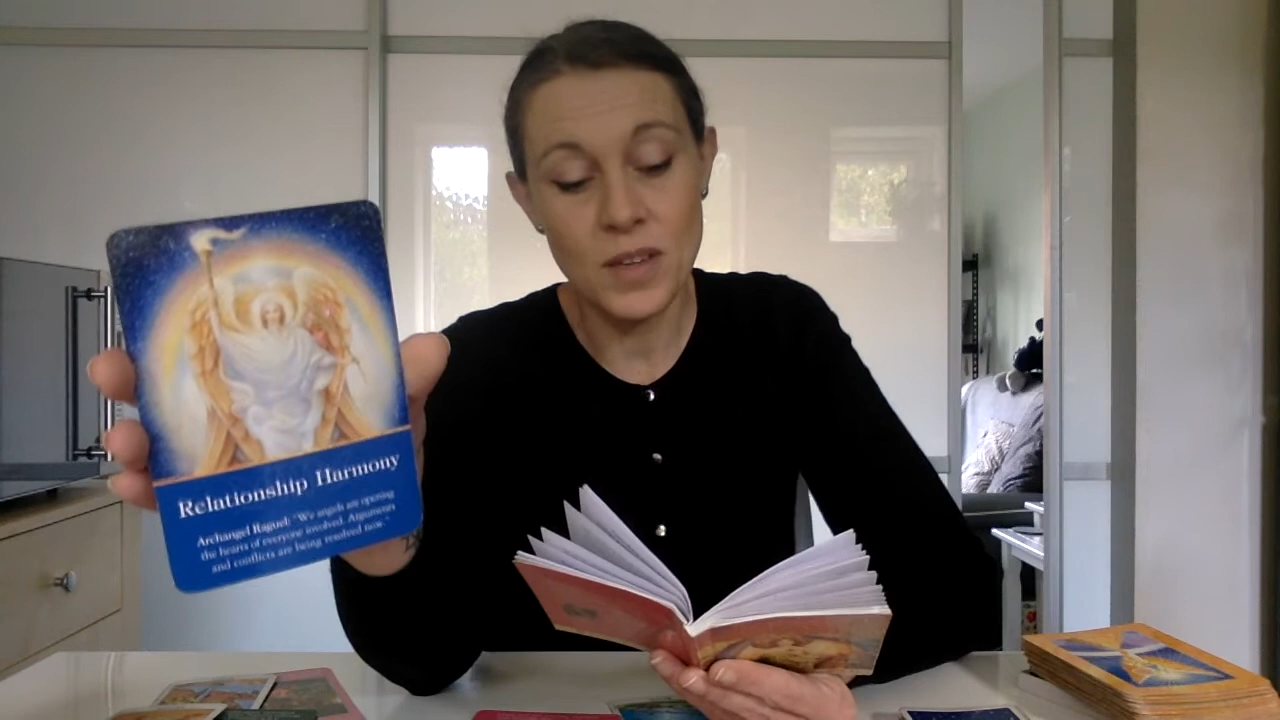 Relationship Harmony
Archangel Raguel: "We angels are opening
the hearts of everyone involved. Arguments
and conflicts are being resolved now."